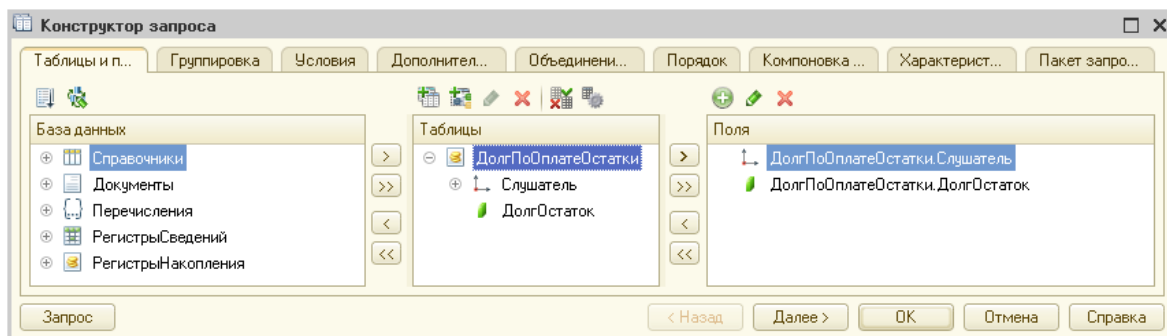 Конструктор запроса
Таблицы и п... Группировка Условия Дополнител... Объединени... Порядок Компоновка ... Характерист... Пакет запро...
База данных
Справочники
Документы
Перечисления
РегистрыСведений
РегистрыНакопления
> >> < <<
Таблицы
ДолгПоОплатеОстатки
Слушатель
ДолгОстаток
> >> < <<
Поля
ДолгПоОплатеОстатки.Слушатель
ДолгПоОплатеОстатки.ДолгОстаток
Запрос < Назад Далее > ОК Отмена Справка